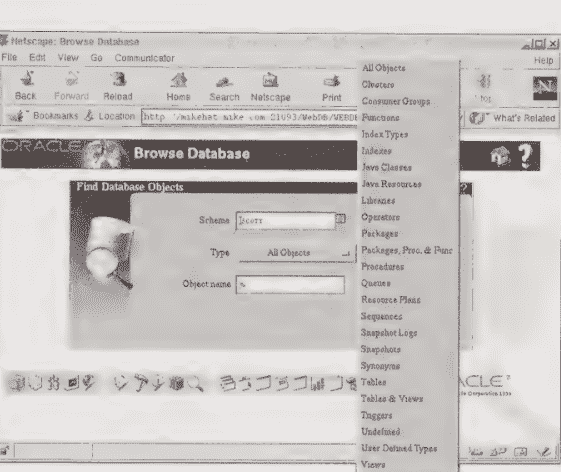 Netscape: Browse Database
File Edit View Go Communicator
Help
Back Forward Reload Home Search Netscape Print
Bookmarks Location
What's Related
ORACLE
Browse Database
Find Database Objects
?
Scheme scott
Type All Objects
Object name %
All Objects
Clusters
Consumer Groups
Functions
Index Types
Indexes
Java Classes
Java Resources
Libraries
Operators
Packages
Packages, Proc. & Func
Procedures
Queues
Resource Plans
Sequences
Snapshot Logs
Snapshots
Synonyms
Tables
Tables & Views
Triggers
Undefined
User Defined Types
Views
ACLE